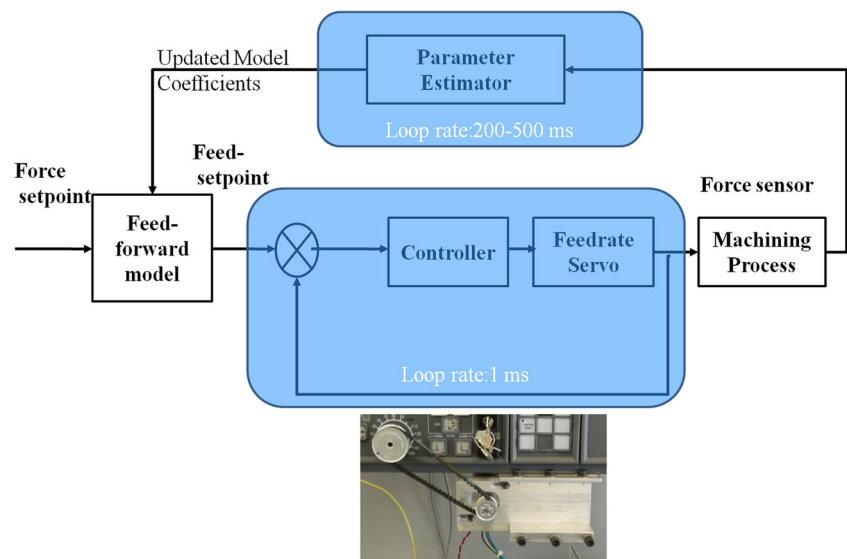 Updated Model
Coefficients
Parameter
Estimator
Loop rate:200-500 ms
Force
setpoint
Feed-
setpoint
Force sensor
Feed-
forward
model
Controller
Feedrate
Servo
Machining
Process
Loop rate:1 ms